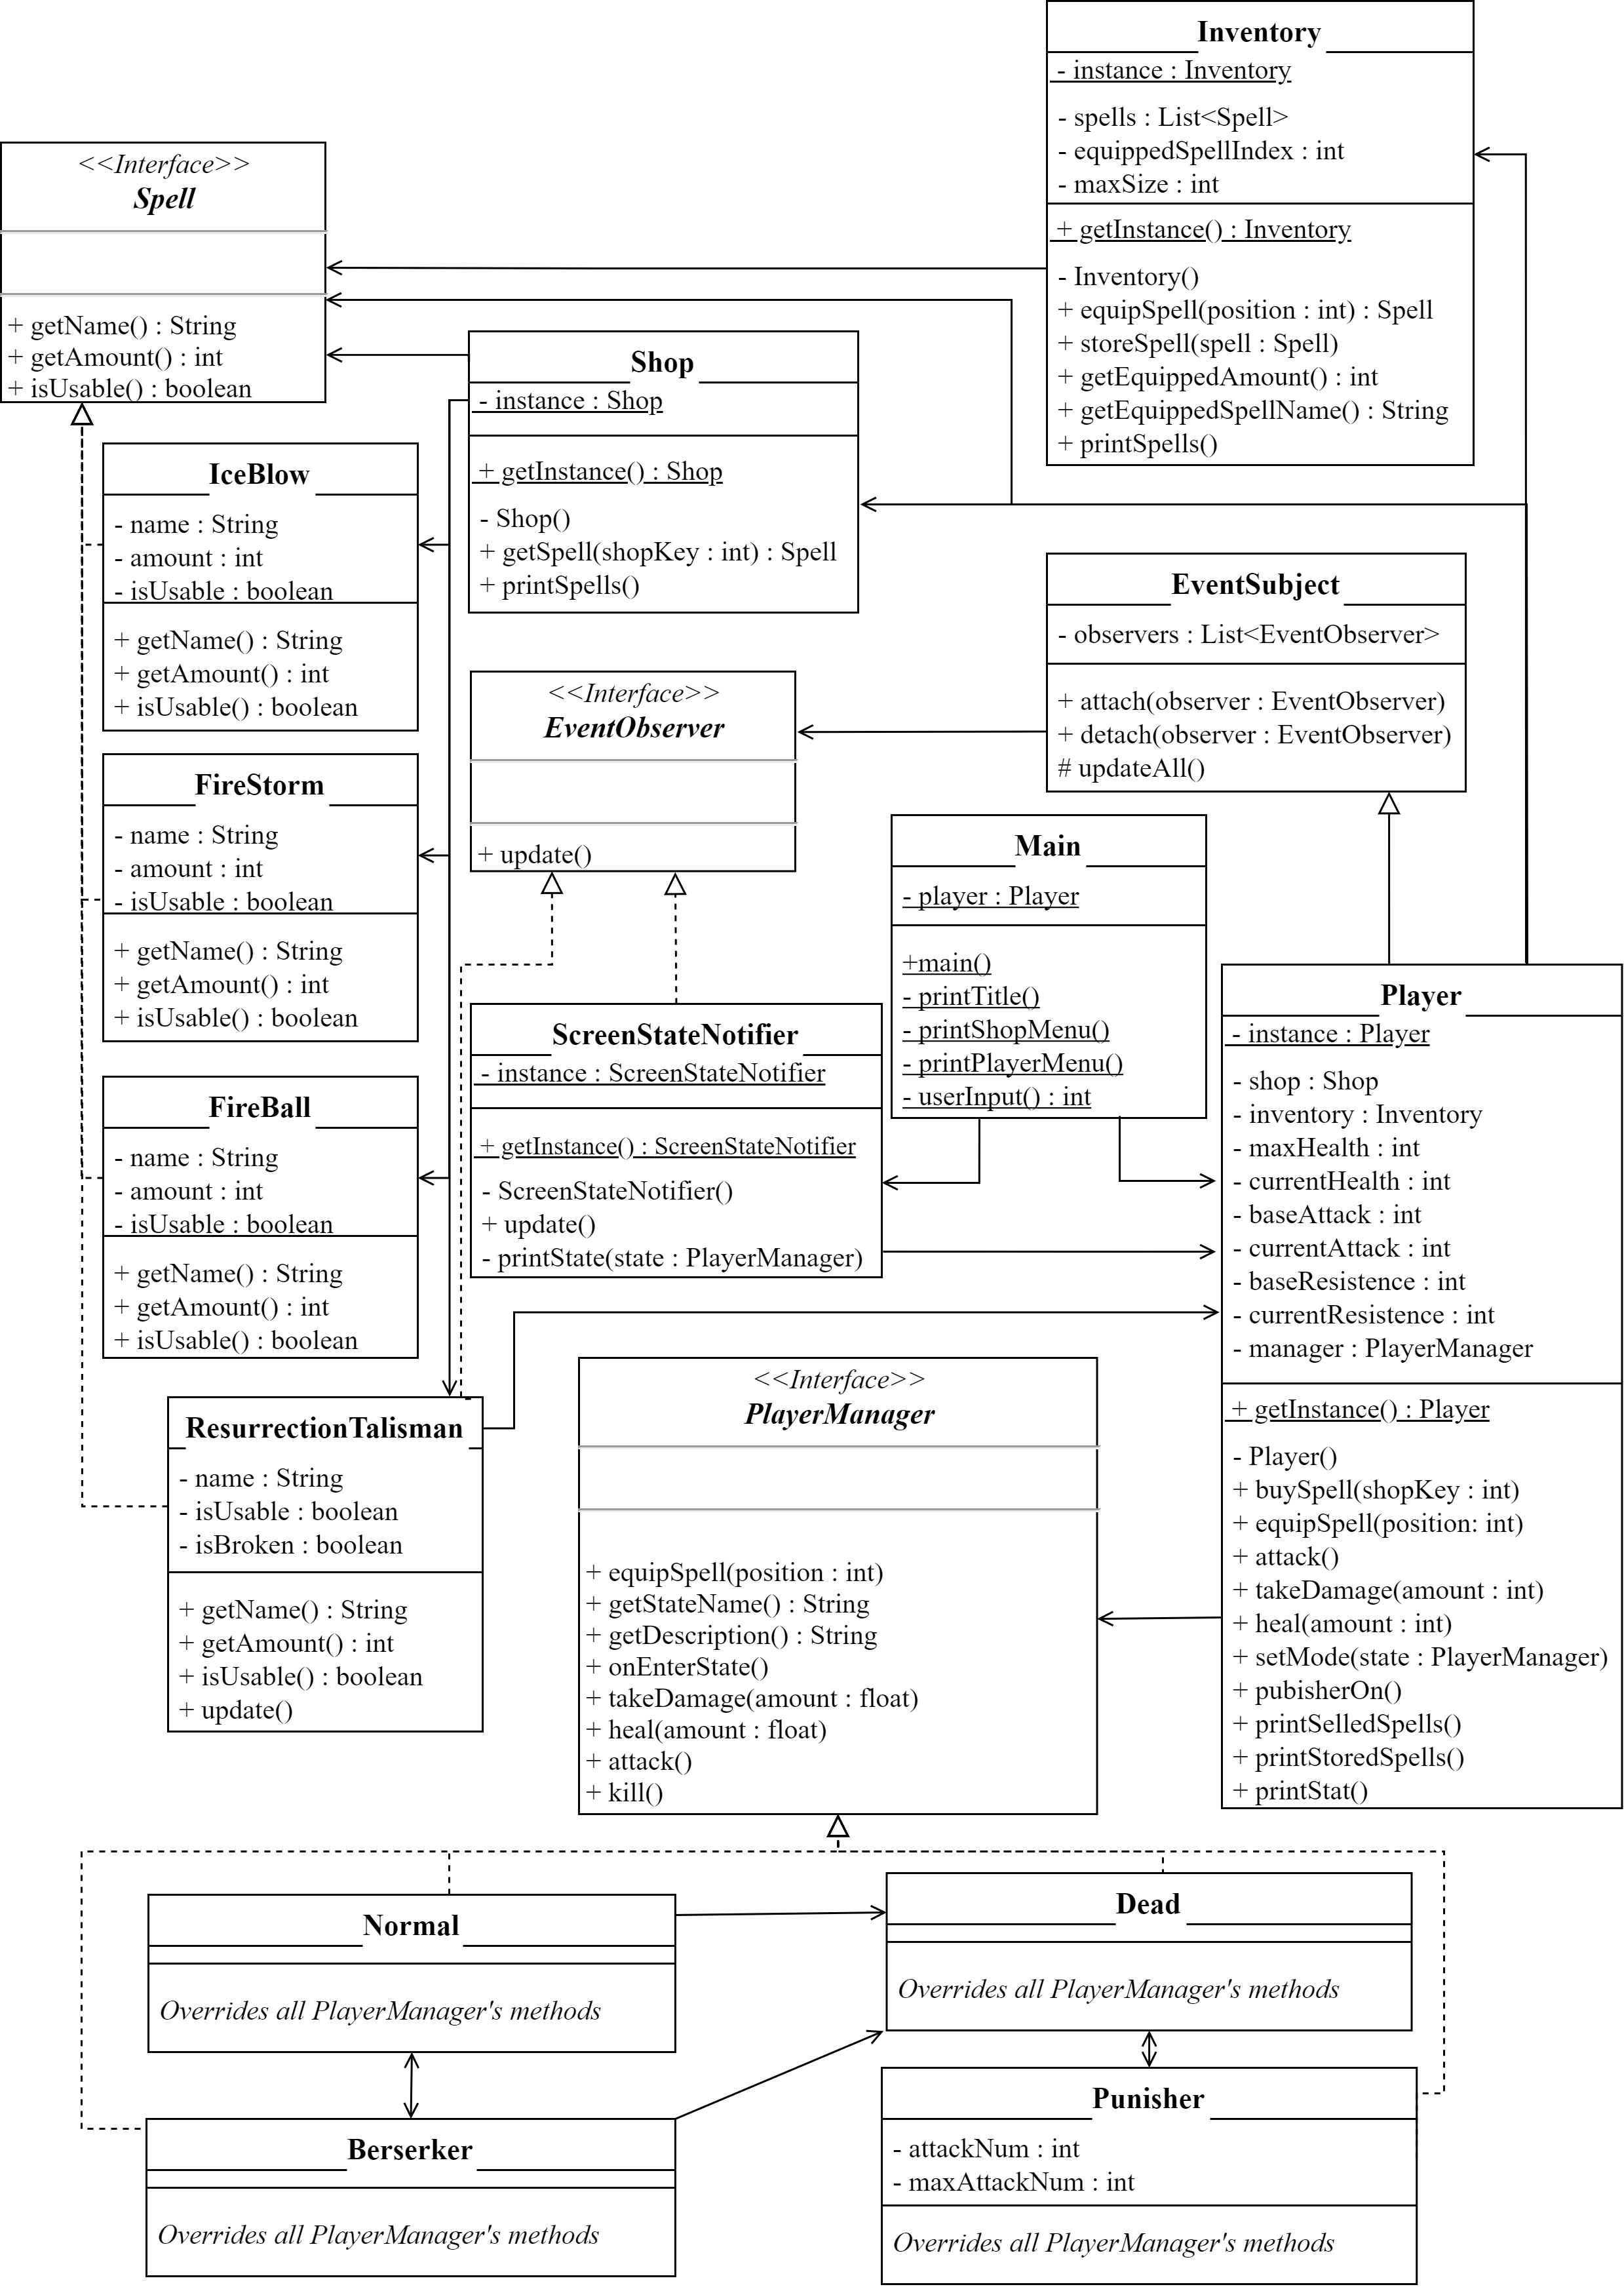 Inventory
- instance : Inventory
- spells : List<Spell>
- equippedSpellIndex : int
- maxSize : int
+ getInstance() : Inventory
- Inventory()
+ equipSpell(position : int) : Spell
+ storeSpell(spell : Spell)
+ getEquippedAmount() : int
+ getEquippedSpellName() : String
+ printSpells()
<<Interface>>
Spell
+ getName() : String
+ getAmount() : int
+ isUsable() : boolean
Shop
- instance : Shop
+ getInstance() : Shop
- Shop()
+ getSpell(shopKey : int) : Spell
+ printSpells()
IceBlow
- name : String
- amount : int
- isUsable : boolean
+ getName() : String
+ getAmount() : int
+ isUsable() : boolean
EventSubject
- observers : List<EventObserver>
+ attach(observer : EventObserver)
+ detach(observer : EventObserver)
# updateAll()
<<Interface>>
EventObserver
+ update()
FireStorm
- name : String
- amount : int
- isUsable : boolean
+ getName() : String
+ getAmount() : int
+ isUsable() : boolean
Main
- player : Player
+main()
- printTitle()
- printShopMenu()
- printPlayerMenu()
- userInput() : int
Player
- instance : Player
- shop : Shop
- inventory : Inventory
- maxHealth : int
- currentHealth : int
- baseAttack : int
- currentAttack : int
- baseResistence : int
- currentResistence : int
- manager : PlayerManager
+ getInstance() : Player
- Player()
+ buySpell(shopKey : int)
+ equipSpell(position: int)
+ attack()
+ takeDamage(amount : int)
+ heal(amount : int)
+ setMode(state : PlayerManager)
+ pubisherOn()
+ printSelledSpells()
+ printStoredSpells()
+ printStat()
ScreenStateNotifier
- instance : ScreenStateNotifier
+ getInstance() : ScreenStateNotifier
- ScreenStateNotifier()
+ update()
- printState(state : PlayerManager)
FireBall
- name : String
- amount : int
- isUsable : boolean
+ getName() : String
+ getAmount() : int
+ isUsable() : boolean
ResurrectionTalisman
- name : String
- isUsable : boolean
- isBroken : boolean
+ getName() : String
+ getAmount() : int
+ isUsable() : boolean
+ update()
<<Interface>>
PlayerManager
+ equipSpell(position : int)
+ getStateName() : String
+ getDescription() : String
+ onEnterState()
+ takeDamage(amount : float)
+ heal(amount : float)
+ attack()
+ kill()
Normal
Overrides all PlayerManager's methods
Dead
Overrides all PlayerManager's methods
Berserker
Overrides all PlayerManager's methods
Punisher
- attackNum : int
- maxAttackNum : int
Overrides all PlayerManager's methods